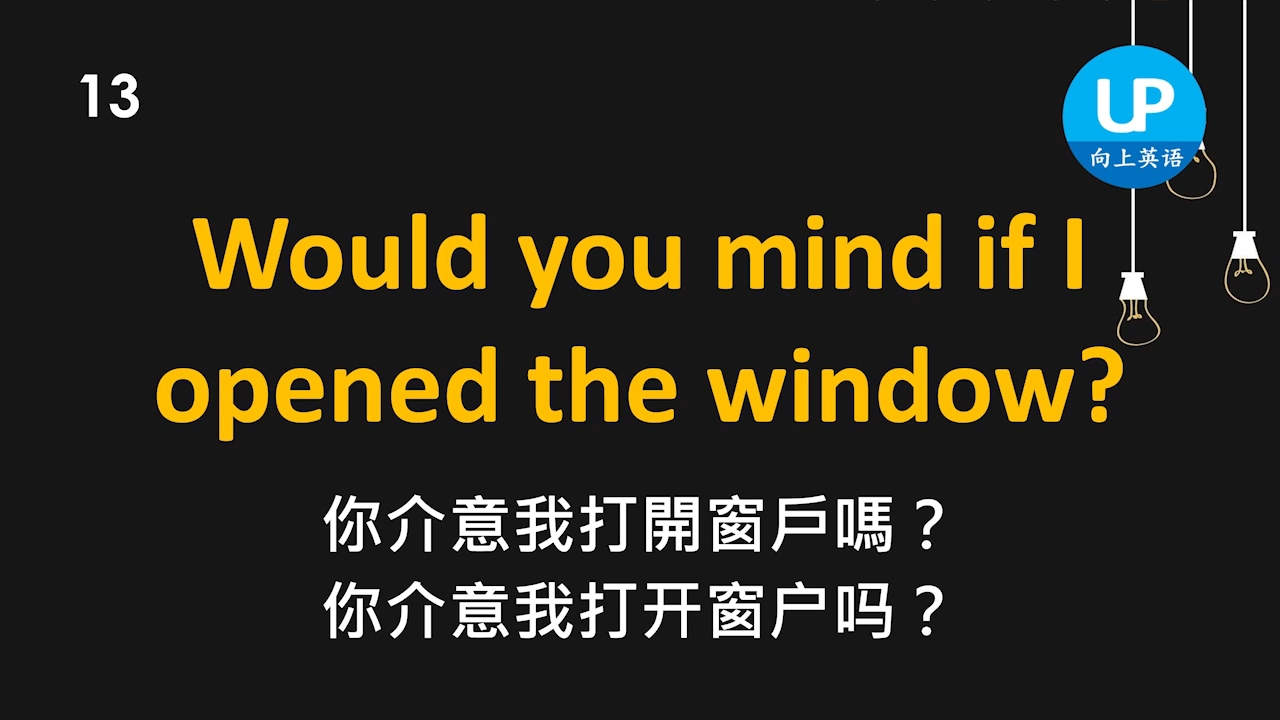 13
UP
向上英语
Would you mind if I
opened the window?
你介意我打開窗戶嗎？
你介意我打开窗户吗？